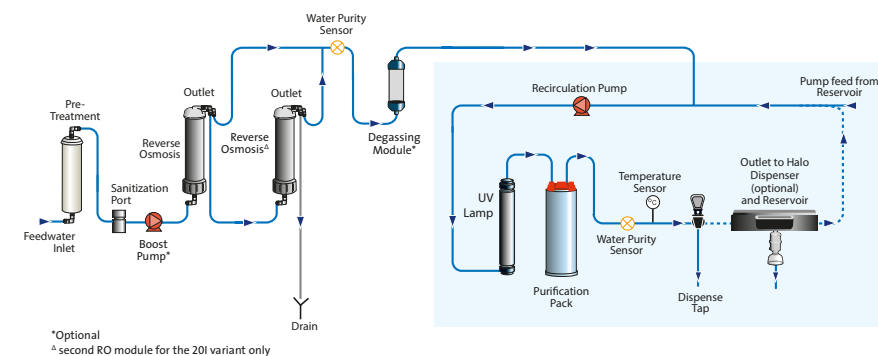 Water Purity
Sensor
Pre-
Treatment
Outlet
Outlet
Recirculation Pump
Pump feed from
Reservoir
Reverse
Osmosis
Reverse
Osmosisᐞ
Degassing
Module*
Sanitization
Port
UV
Lamp
Temperature
Sensor
°C
Outlet to Halo
Dispenser
(optional)
and Reservoir
Feedwater
Inlet
Boost
Pump*
Water Purity
Sensor
Purification
Pack
Dispense
Tap
Drain
*Optional
ᐞ second RO module for the 20I variant only